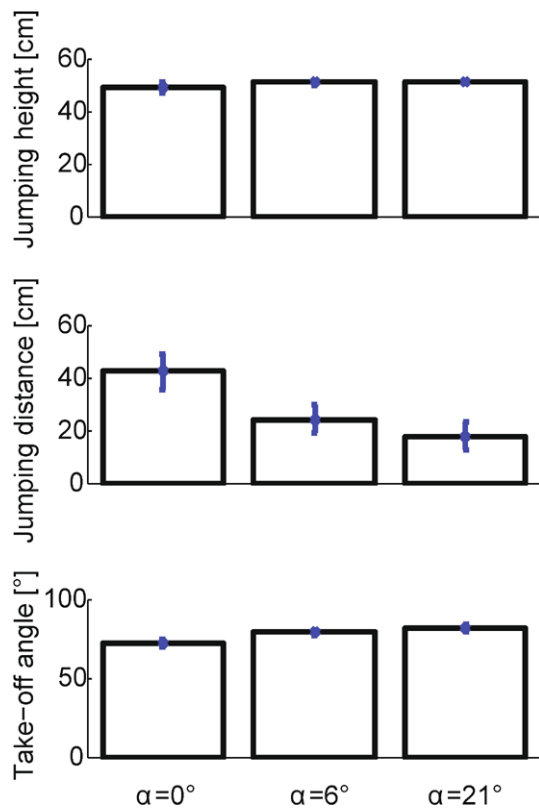 Jumping height [cm]
60
40
20
0
Jumping distance [cm]
60
40
20
0
Take-off angle [°]
100
50
0
α=0° α=6° α=21°